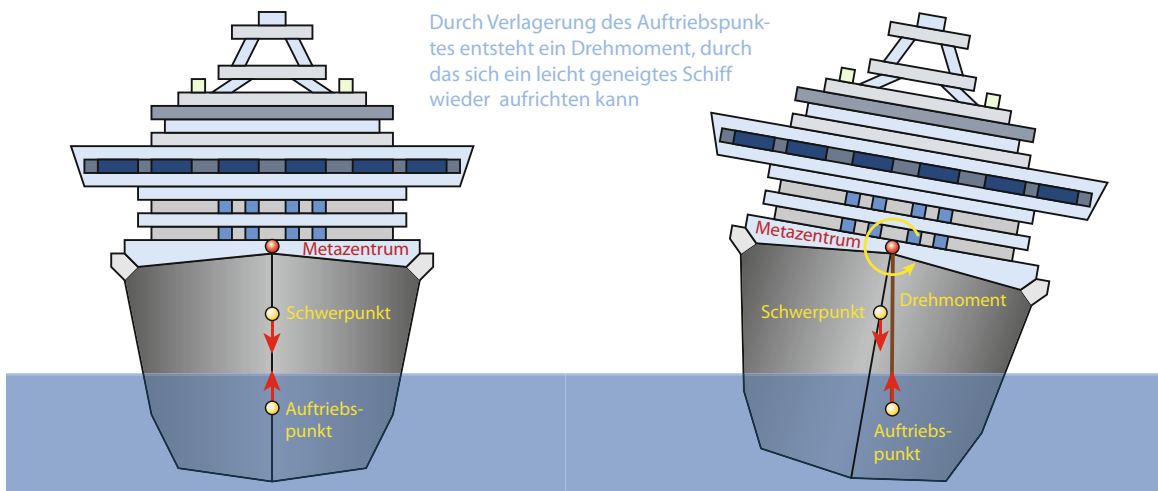 Durch Verlagerung des Auftriebspunk-
tes entsteht ein Drehmoment, durch
das sich ein leicht geneigtes Schiff
wieder aufrichten kann
Metazentrum
Schwerpunkt
Auftriebs-
punkt
Metazentrum
Drehmoment
Schwerpunkt
Auftriebs-
punkt